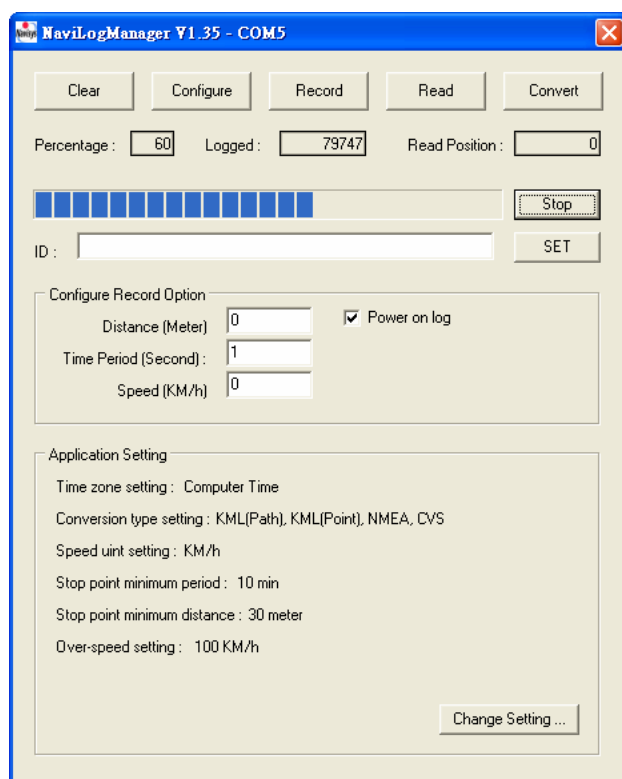 NaviLogManager V1.35 - COM5
Clear Configure Record Read Convert
Percentage : 60 Logged : 79747 Read Position : 0
Stop
ID : SET
Configure Record Option
Distance (Meter) 0 Power on log
Time Period (Second) : 1
Speed (KM/h) 0
Application Setting
Time zone setting : Computer Time
Conversion type setting : KML(Path), KML(Point), NMEA, CVS
Speed uint setting : KM/h
Stop point minimum period : 10 min
Stop point minimum distance : 30 meter
Over-speed setting : 100 KM/h
Change Setting ...